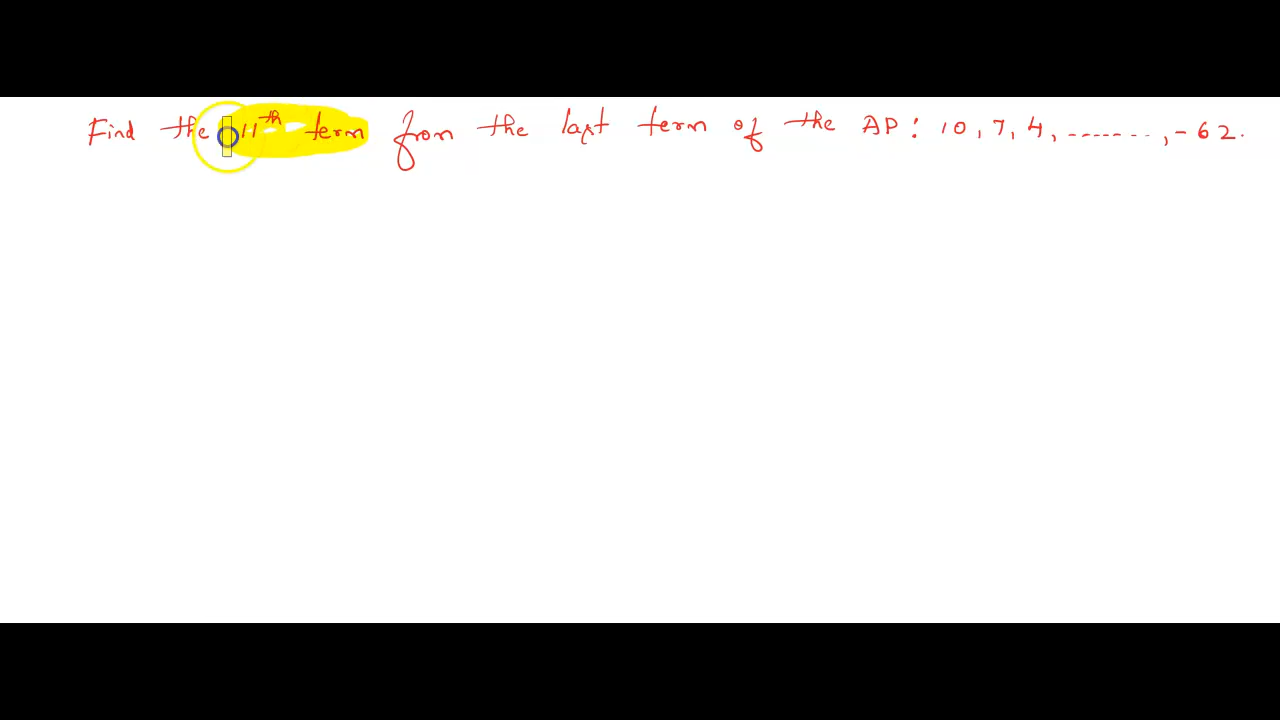 Find the 11th term from the last term of the AP: 10, 7, 4, ........, -62.